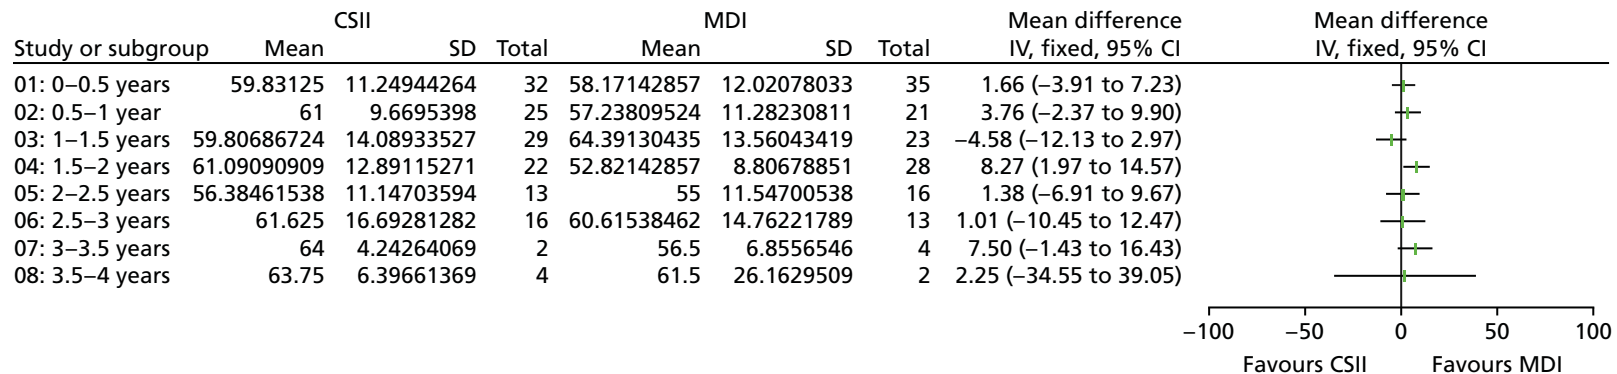 CSII MDI Mean difference Mean difference
Study or subgroup Mean SD Total Mean SD Total IV, fixed, 95% CI IV, fixed, 95% CI
01: 0–0.5 years 59.83125 11.24944264 32 58.17142857 12.02078033 35 1.66 (−3.91 to 7.23)
02: 0.5–1 year 61 9.6695398 25 57.23809524 11.28230811 21 3.76 (−2.37 to 9.90)
03: 1–1.5 years 59.80686724 14.08933527 29 64.39130435 13.56043419 23 −4.58 (−12.13 to 2.97)
04: 1.5–2 years 61.09090909 12.89115271 22 52.82142857 8.80678851 28 8.27 (1.97 to 14.57)
05: 2–2.5 years 56.38461538 11.14703594 13 55 11.54700538 16 1.38 (−6.91 to 9.67)
06: 2.5–3 years 61.625 16.69281282 16 60.61538462 14.76221789 13 1.01 (−10.45 to 12.47)
07: 3–3.5 years 64 4.24264069 2 56.5 6.8556546 4 7.50 (−1.43 to 16.43)
08: 3.5–4 years 63.75 6.39661369 4 61.5 26.1629509 2 2.25 (−34.55 to 39.05)
−100 −50 0 50 100
Favours CSII Favours MDI